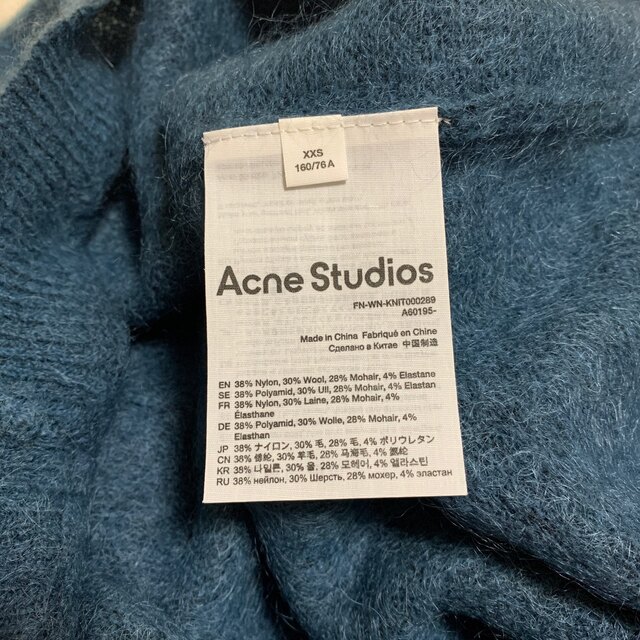 XXS
160/76A
Acne Studios
FN-WN-KNIT000289
A60195-
Made in China Fabriqué en Chine
Сделано в Китае 中国制造
EN 38% Nylon, 30% Wool, 28% Mohair, 4% Elastane
SE 38% Polyamid, 30% Ull, 28% Mohair, 4% Elastan
FR 38% Nylon, 30% Laine, 28% Mohair, 4%
Élasthane
DE 38% Polyamid, 30% Wolle, 28% Mohair, 4%
Elastan
JP 38% ナイロン, 30% 毛, 28% 毛, 4% ポリウレタン
CN 38% 锦纶, 30% 羊毛, 28% 马海毛, 4% 氨纶
KR 38% 나일론, 30% 울, 28% 모헤어, 4% 엘라스틴
RU 38% нейлон, 30% Шерсть, 28% мохер, 4% эластан